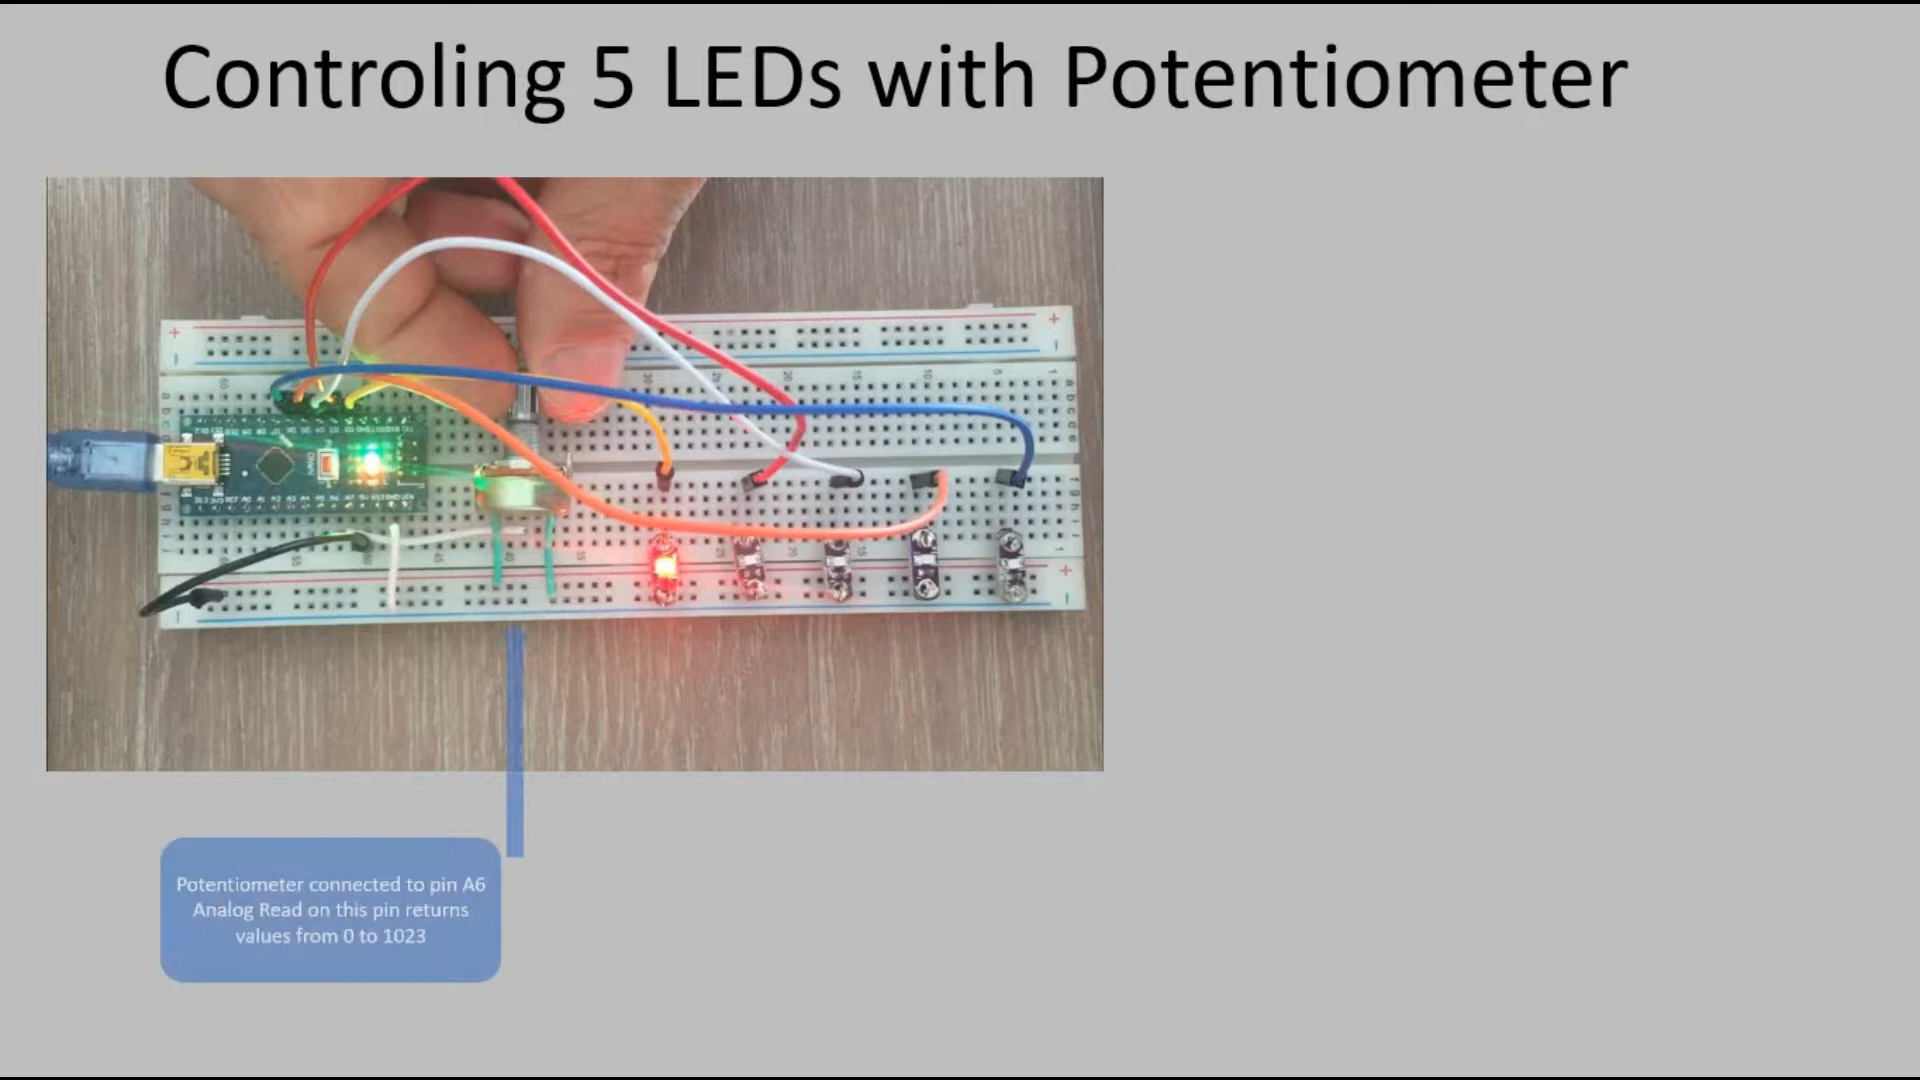 Controling 5 LEDs with Potentiometer
Potentiometer connected to pin A6
Analog Read on this pin returns
values from 0 to 1023